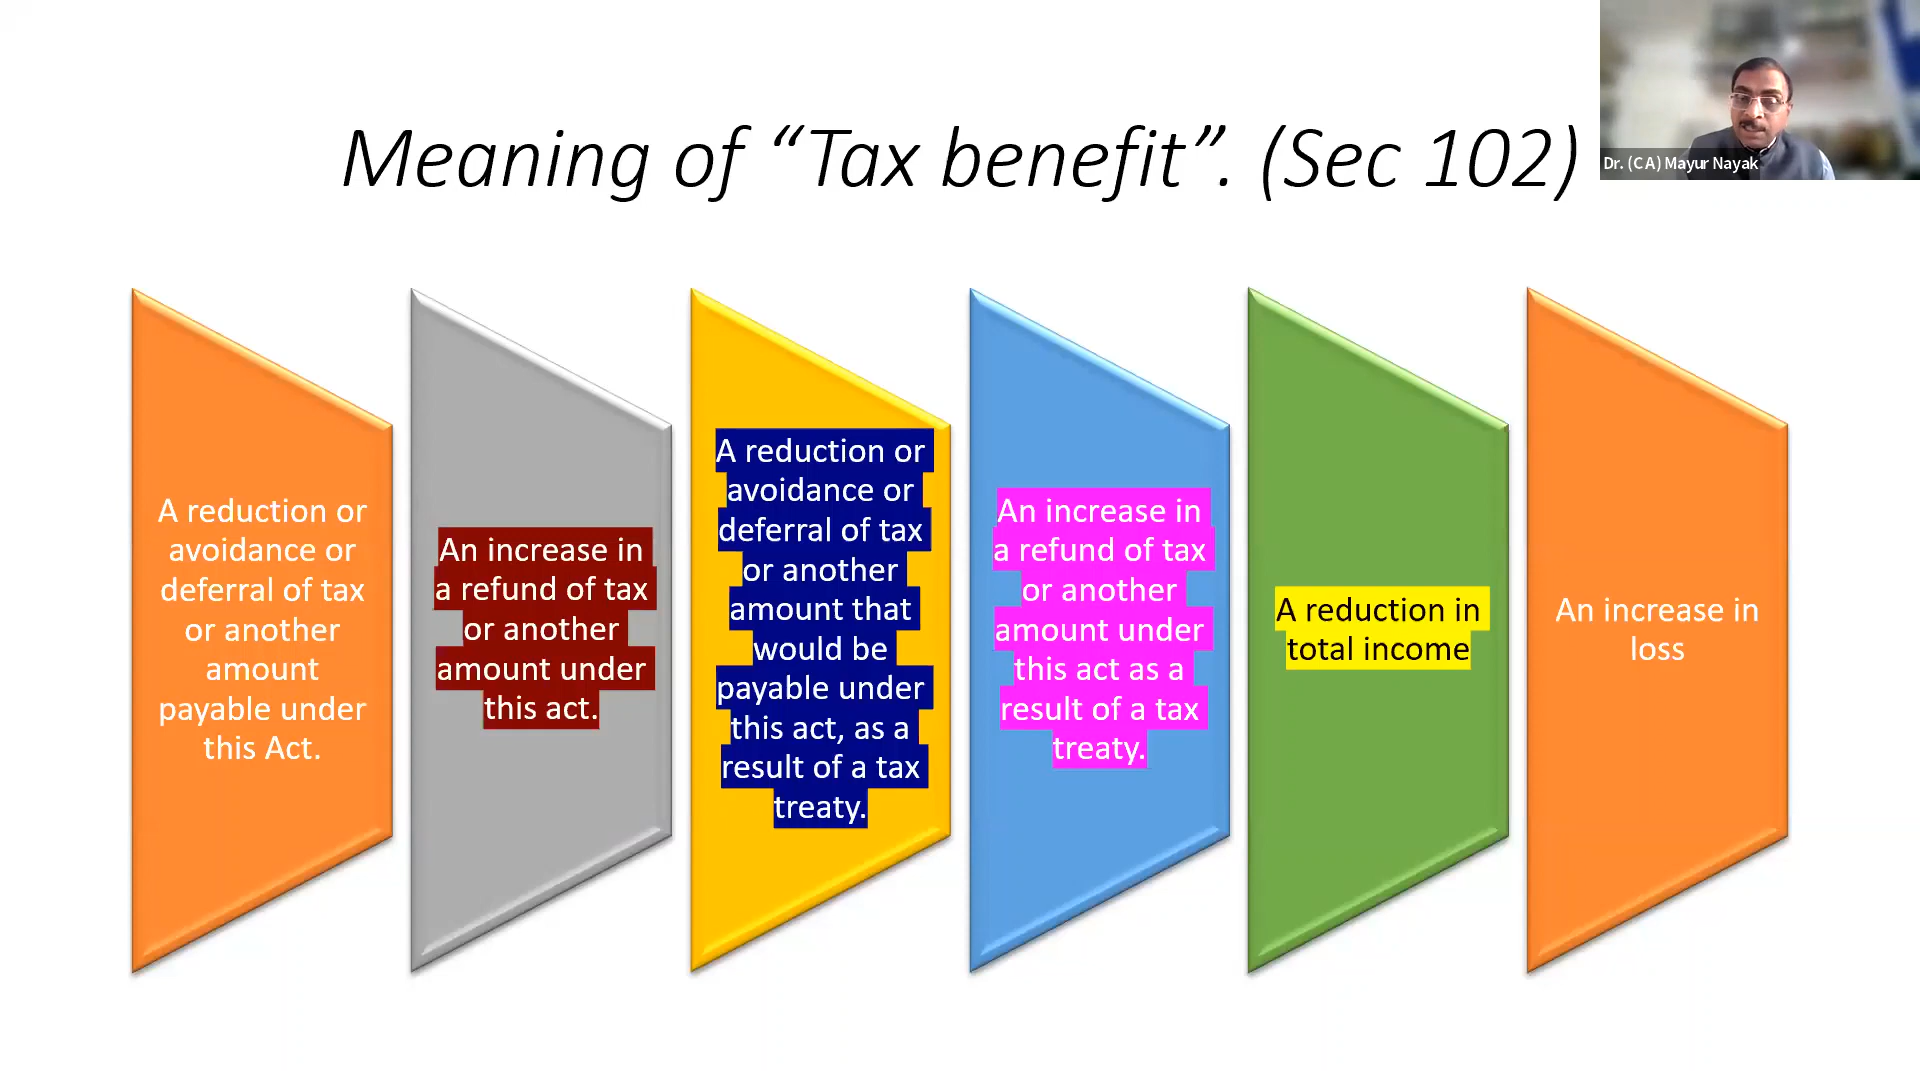 Meaning of “Tax benefit”. (Sec 102)
Dr. (CA) Mayur Nayak
A reduction or
avoidance or
deferral of tax
or another
amount
payable under
this Act.
An increase in
a refund of tax
or another
amount under
this act.
A reduction or
avoidance or
deferral of tax
or another
amount that
would be
payable under
this act, as a
result of a tax
treaty.
An increase in
a refund of tax
or another
amount under
this act as a
result of a tax
treaty.
A reduction in
total income
An increase in
loss